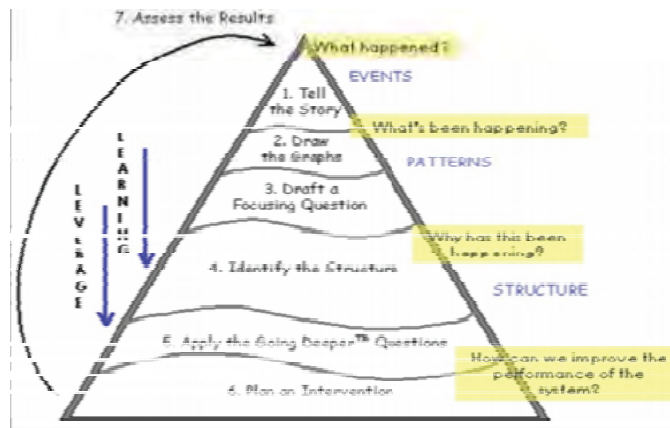 7. Assess the Results
What happened?
EVENTS
1. Tell
the Story
What's been happening?
2. Draw
the Graphs
PATTERNS
3. Draft a
Focusing Question
Why has this been
happening?
4. Identify the Structure
STRUCTURE
5. Apply the Going Deeper™ Questions
How can we improve the
performance of the
system?
6. Plan an Intervention
LEARNING
LEVERAGE